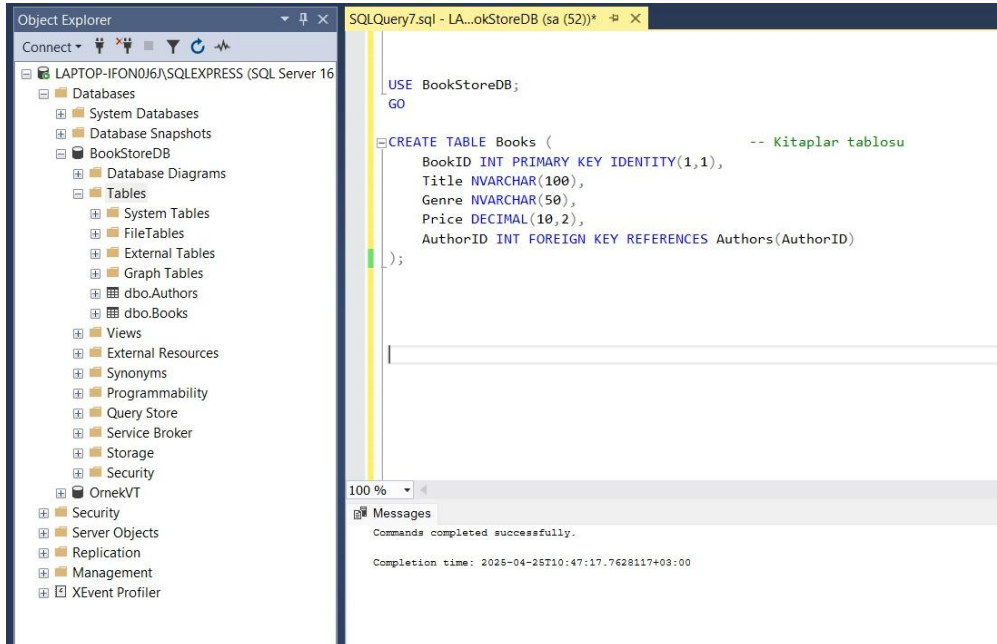 Object Explorer
Connect
LAPTOP-IFON0J6J\SQLEXPRESS (SQL Server 16
Databases
System Databases
Database Snapshots
BookStoreDB
Database Diagrams
Tables
System Tables
FileTables
External Tables
Graph Tables
dbo.Authors
dbo.Books
Views
External Resources
Synonyms
Programmability
Query Store
Service Broker
Storage
Security
OrnekVT
Security
Server Objects
Replication
Management
XEvent Profiler
SQLQuery7.sql - LA...okStoreDB (sa (52))*
USE BookStoreDB;
GO
CREATE TABLE Books ( -- Kitaplar tablosu
BookID INT PRIMARY KEY IDENTITY(1,1),
Title NVARCHAR(100),
Genre NVARCHAR(50),
Price DECIMAL(10,2),
AuthorID INT FOREIGN KEY REFERENCES Authors(AuthorID)
);
100 %
Messages
Commands completed successfully.
Completion time: 2025-04-25T10:47:17.7628117+03:00